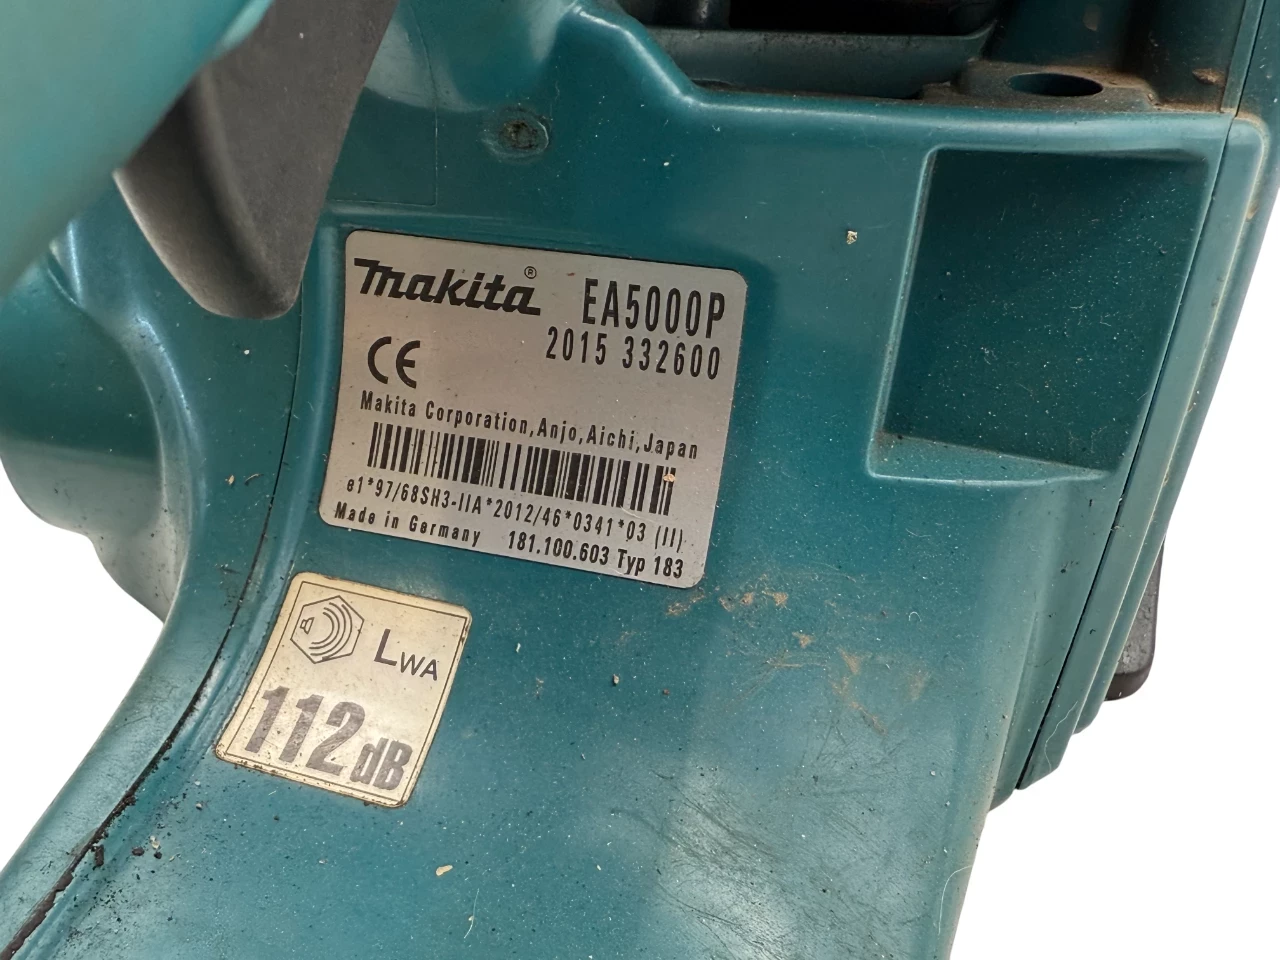 makita® EA5000P
2015 332600
CE
Makita Corporation, Anjo, Aichi, Japan
e1*97/68SH3-IIA*2012/46*0341*03 (II)
Made in Germany 181.100.603 Typ 183
LWA
112dB